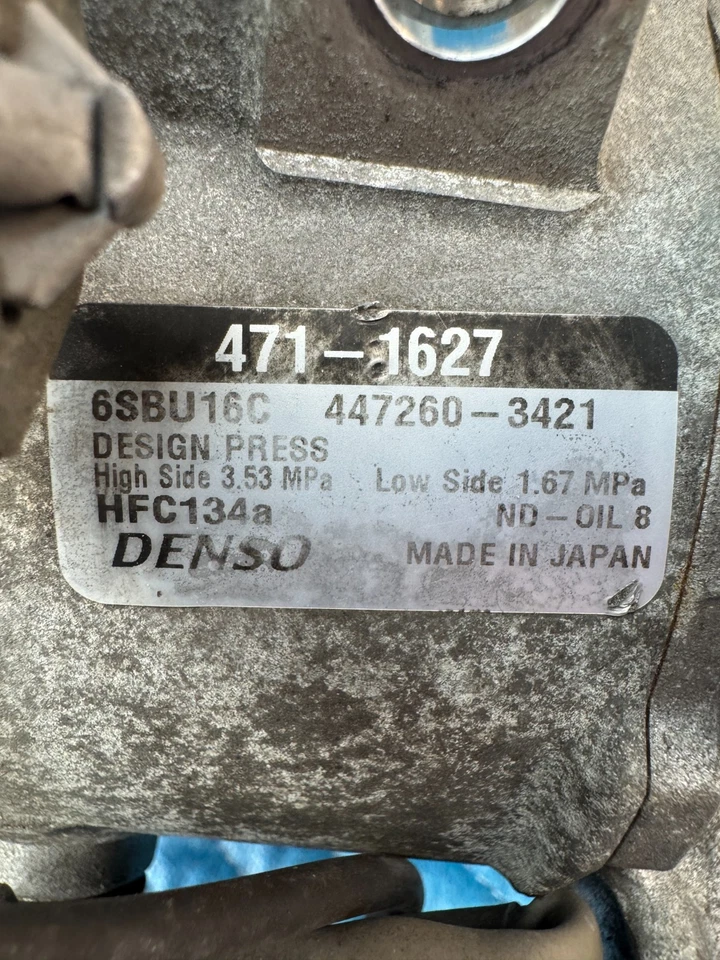 471-1627
6SBU16C 447260-3421
DESIGN PRESS
High Side 3.53 MPa Low Side 1.67 MPa
HFC134a ND-OIL 8
DENSO MADE IN JAPAN